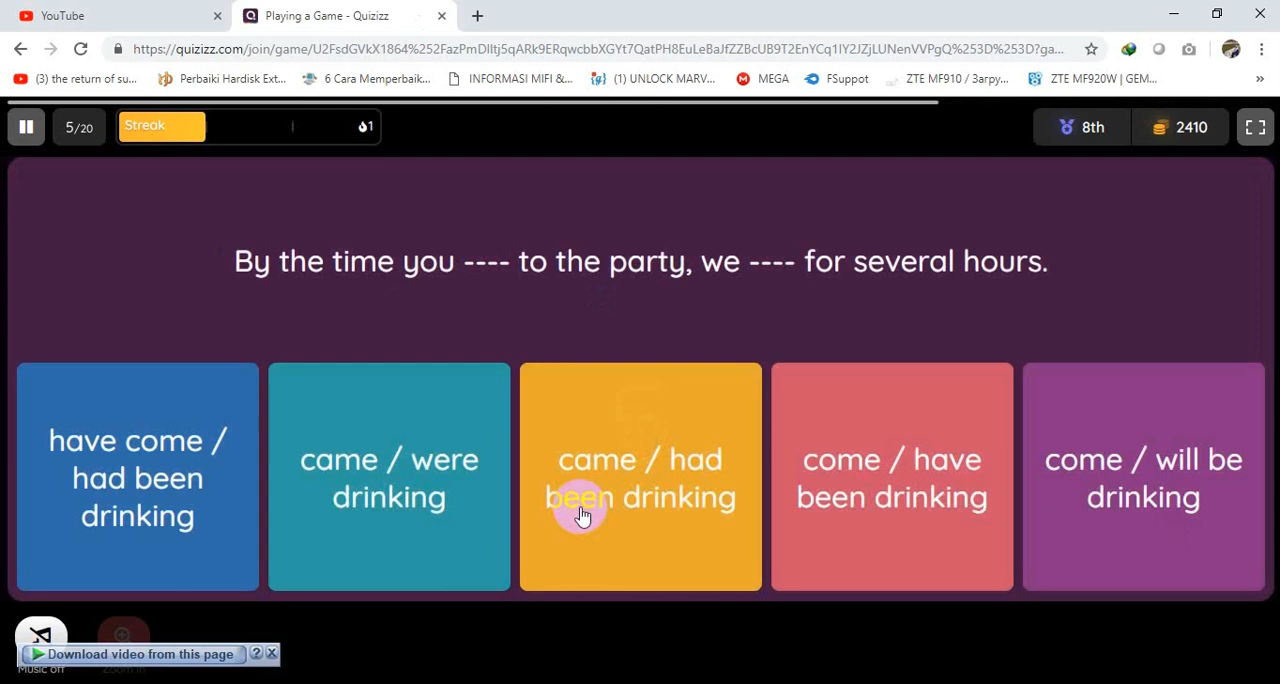 YouTube
Playing a Game - Quizizz
https://quizizz.com/join/game/U2FsdGVkX1864%252FazPmDlItj5qARk9ERqwcbbXGYt7QatPH8EuLeBaJfZZBcUB9T2EnYCq1lY2JZjLUNenVVPgQ%253D%253D?ga...
(3) the return of su...
Perbaiki Hardisk Ext...
6 Cara Memperbaik...
INFORMASI MIFI &...
(1) UNLOCK MARV...
MEGA
FSuppot
ZTE MF910 / 3arpy...
ZTE MF920W | GEM...
»
5/20
Streak
1
8th
2410
By the time you ---- to the party, we ---- for several hours.
have come /
had been
drinking
came / were
drinking
came / had
been drinking
come / have
been drinking
come / will be
drinking
Download video from this page
?
Music off
Zoom in